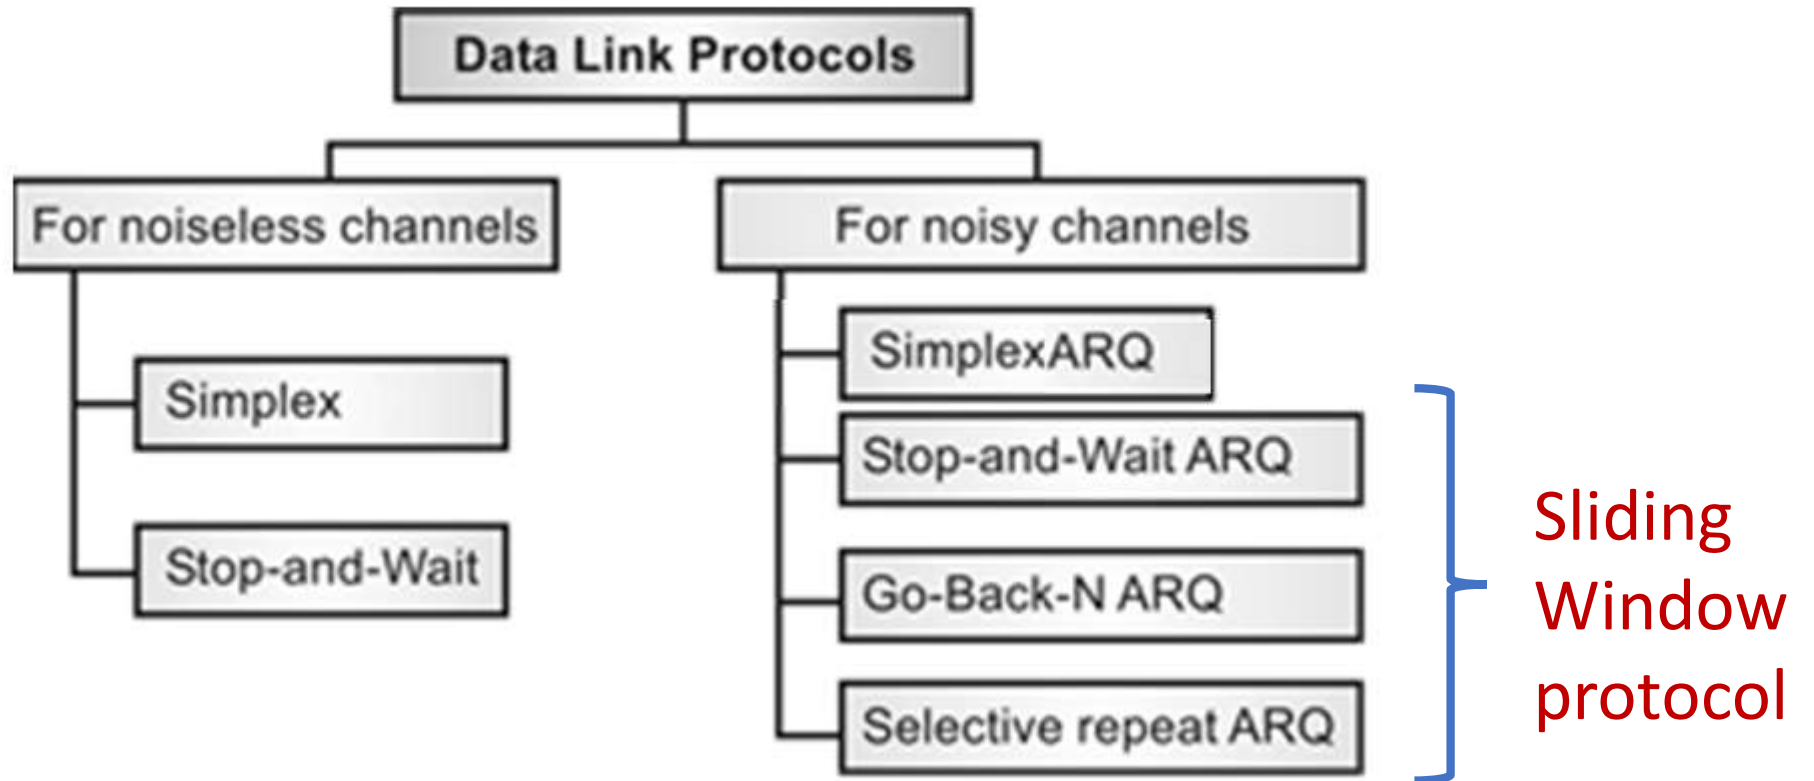 Data Link Protocols
For noiseless channels
For noisy channels
Simplex
Stop-and-Wait
SimplexARQ
Stop-and-Wait ARQ
Go-Back-N ARQ
Selective repeat ARQ
Sliding
Window
protocol